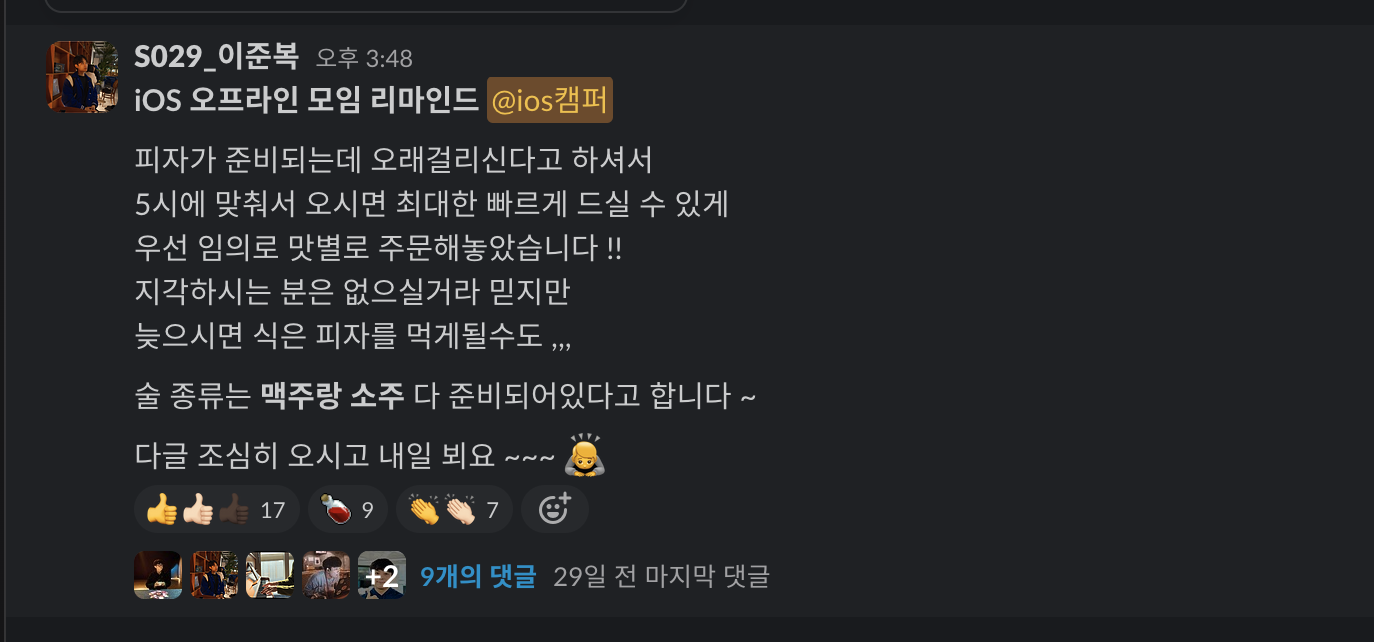 S029_이준복 오후 3:48
iOS 오프라인 모임 리마인드 @ios캠퍼
피자가 준비되는데 오래걸리신다고 하셔서
5시에 맞춰서 오시면 최대한 빠르게 드실 수 있게
우선 임의로 맛별로 주문해놓았습니다 !!
지각하시는 분은 없으실거라 믿지만
늦으시면 식은 피자를 먹게될수도 ,,,
술 종류는 맥주랑 소주 다 준비되어있다고 합니다 ~
다글 조심히 오시고 내일 뵈요 ~~~
17 9 7
+2 9개의 댓글 29일 전 마지막 댓글